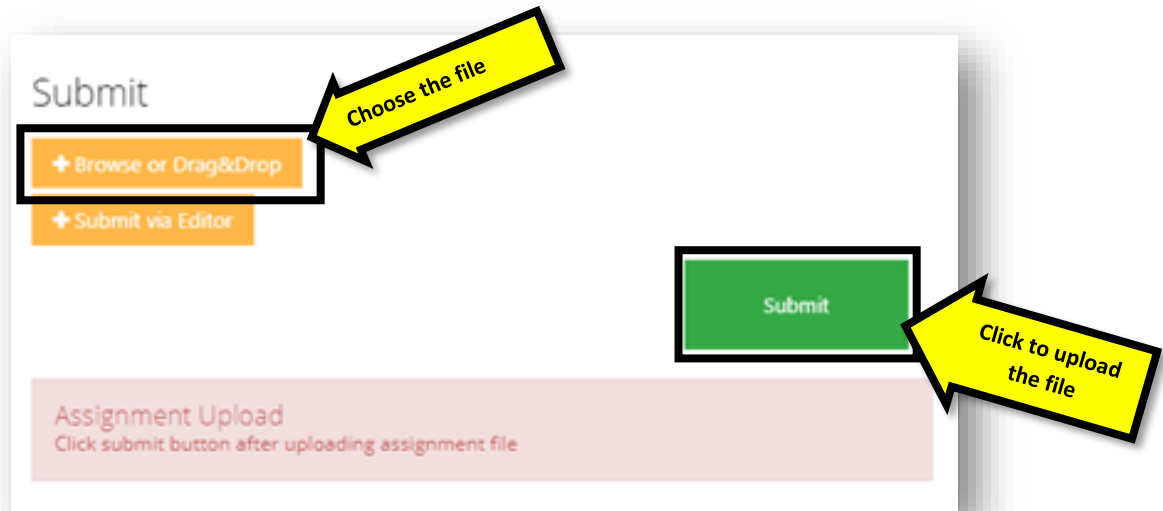 Choose the file
Submit
+ Browse or Drag&Drop
+ Submit via Editor
Submit
Click to upload
the file
Assignment Upload
Click submit button after uploading assignment file